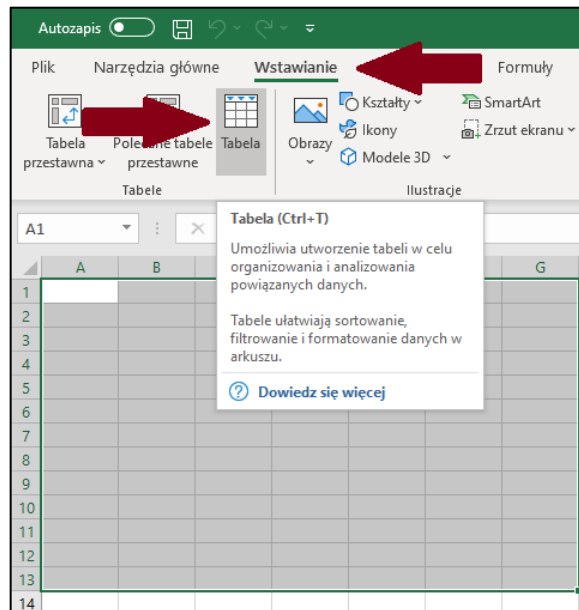 Autozapis
Plik Narzędzia główne Wstawianie Formuły
Tabela przestawna
tabele przestawne
Tabela
Tabele
Obrazy
Kształty
Ikony
Modele 3D
SmartArt
Zrzut ekranu
Ilustracje
A1
Tabela (Ctrl+T)
Umożliwia utworzenie tabeli w celu
organizowania i analizowania
powiązanych danych.
Tabele ułatwiają sortowanie,
filtrowanie i formatowanie danych w
arkuszu.
Dowiedz się więcej
A B G
1
2
3
4
5
6
7
8
9
10
11
12
13
14